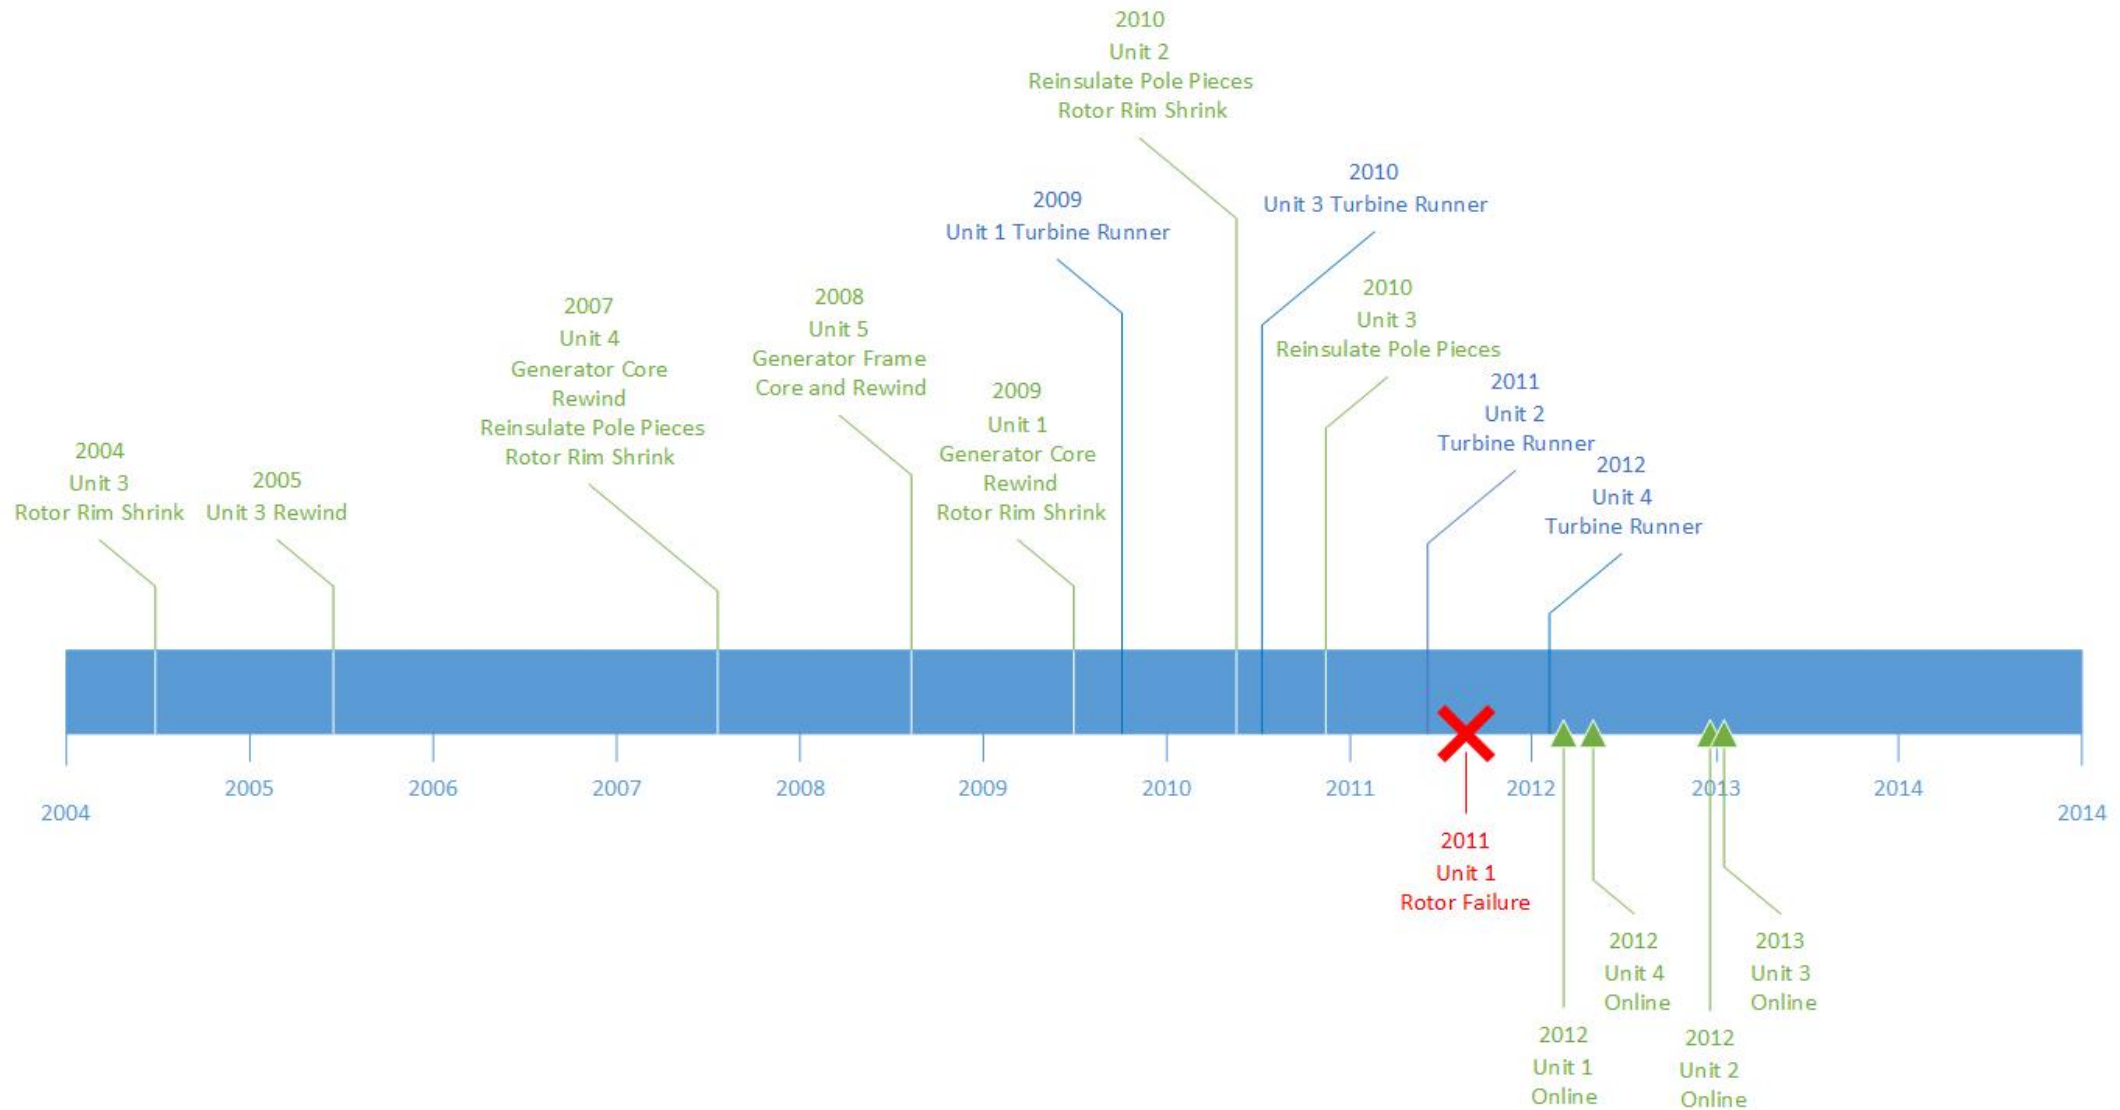 2010
Unit 2
Reinsulate Pole Pieces
Rotor Rim Shrink
2010
Unit 3 Turbine Runner
2009
Unit 1 Turbine Runner
2010
Unit 3
Reinsulate Pole Pieces
2008
Unit 5
Generator Frame
Core and Rewind
2007
Unit 4
Generator Core
Rewind
Reinsulate Pole Pieces
Rotor Rim Shrink
2011
Unit 2
Turbine Runner
2009
Unit 1
Generator Core
Rewind
Rotor Rim Shrink
2004
Unit 3
Rotor Rim Shrink
2005
Unit 3 Rewind
2012
Unit 4
Turbine Runner
2005
2006
2007
2008
2009
2010
2011
2012
2013
2014
2004
2014
2011
Unit 1
Rotor Failure
2012
Unit 4
Online
2013
Unit 3
Online
2012
Unit 1
Online
2012
Unit 2
Online